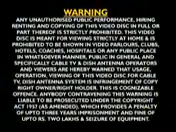 WARNING
ANY UNAUTHORISED PUBLIC PERFORMANCE, HIRING
RENTING AND COPYING OF THIS VIDEO DISC IN FULL OR
PART THEREOF IS STRICTLY PROHIBITED. THIS VIDEO
DISC IS MEANT FOR VIEWING STRICTLY AT HOME & IS
PROHIBITED TO BE SHOWN IN VIDEO PARLOURS, CLUBS,
HOTELS, COACHES, HOSPITALS OR ANY PUBLIC PLACE
IN WHATSOEVER MANNER, PUBLIC IN GENERAL AND
SPECIFICALLY CABLE TV & DISH ANTENNA OPERATORS
AND VIEWERS ARE HEREBY WARNED THAT USAGE,
OPERATION, VIEWING OF THIS VIDEO DISC FOR CABLE
TV/DISH ANTENNA SYSTEM IS INFRINGEMENT OF COPY
RIGHT OWNER/RIGHT HOLDER. THIS IS COGNIZABLE
OFFENCE. ANYBODY CONTRAVENING THIS WARNING IS
LIABLE TO BE PROSECUTED UNDER THE COPYRIGHT
ACT 1957 (AS AMENDED), WHICH PROVIDES A PENALTY
OF UPTO THREE YEARS IMPRISONMENT AND FINE OF
UPTO RS. TWO LAKHS & SEIZURE OF EQUIPMENT.